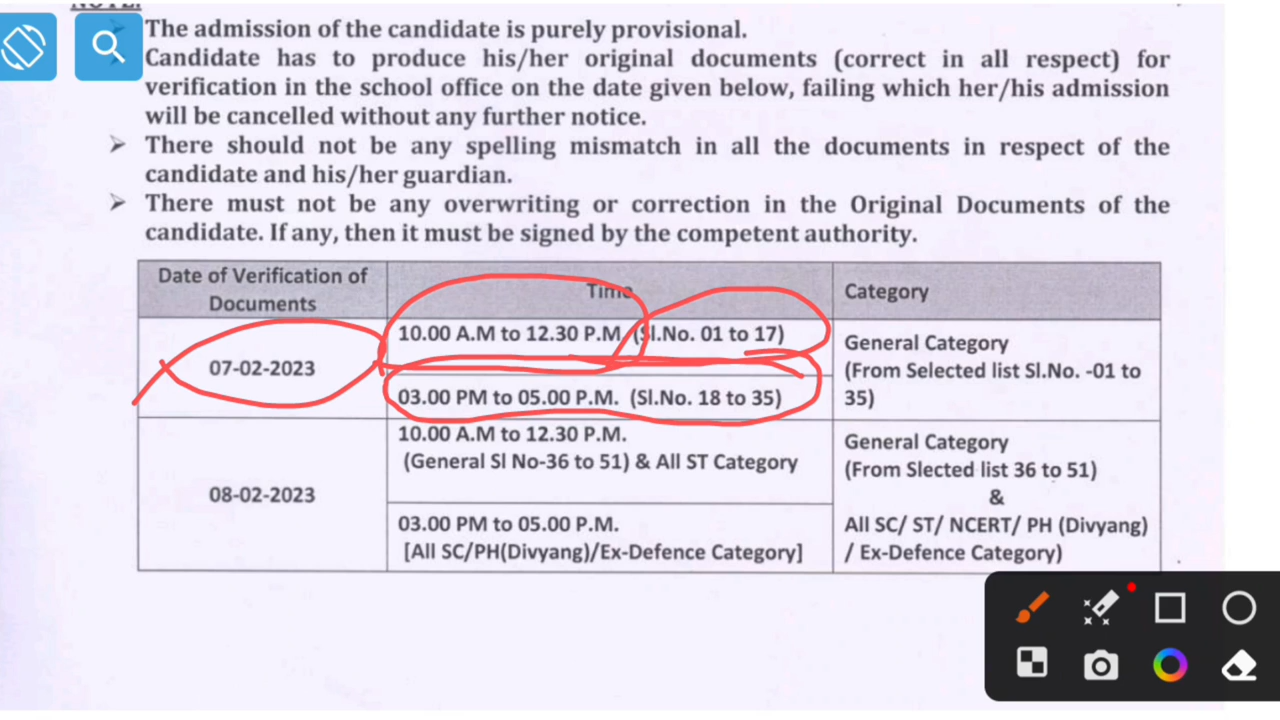 NOTE:
The admission of the candidate is purely provisional.
Candidate has to produce his/her original documents (correct in all respect) for
verification in the school office on the date given below, failing which her/his admission
will be cancelled without any further notice.
➤ There should not be any spelling mismatch in all the documents in respect of the
candidate and his/her guardian.
➤ There must not be any overwriting or correction in the Original Documents of the
candidate. If any, then it must be signed by the competent authority.
Date of Verification of
Documents
Time
Category
07-02-2023
10.00 A.M to 12.30 P.M (Sl.No. 01 to 17)
03.00 PM to 05.00 P.M. (Sl.No. 18 to 35)
General Category
(From Selected list Sl.No. -01 to
35)
08-02-2023
10.00 A.M to 12.30 P.M.
(General Sl No-36 to 51) & All ST Category
03.00 PM to 05.00 P.M.
[All SC/PH(Divyang)/Ex-Defence Category]
General Category
(From Slected list 36 to 51)
&
All SC/ ST/ NCERT/ PH (Divyang)
/ Ex-Defence Category)